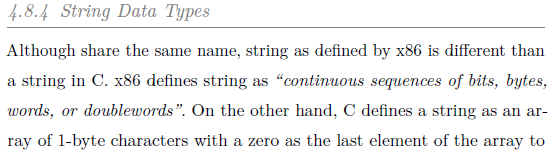 4.8.4 String Data Types
Although share the same name, string as defined by x86 is different than
a string in C. x86 defines string as “continuous sequences of bits, bytes,
words, or doublewords”. On the other hand, C defines a string as an ar-
ray of 1-byte characters with a zero as the last element of the array to